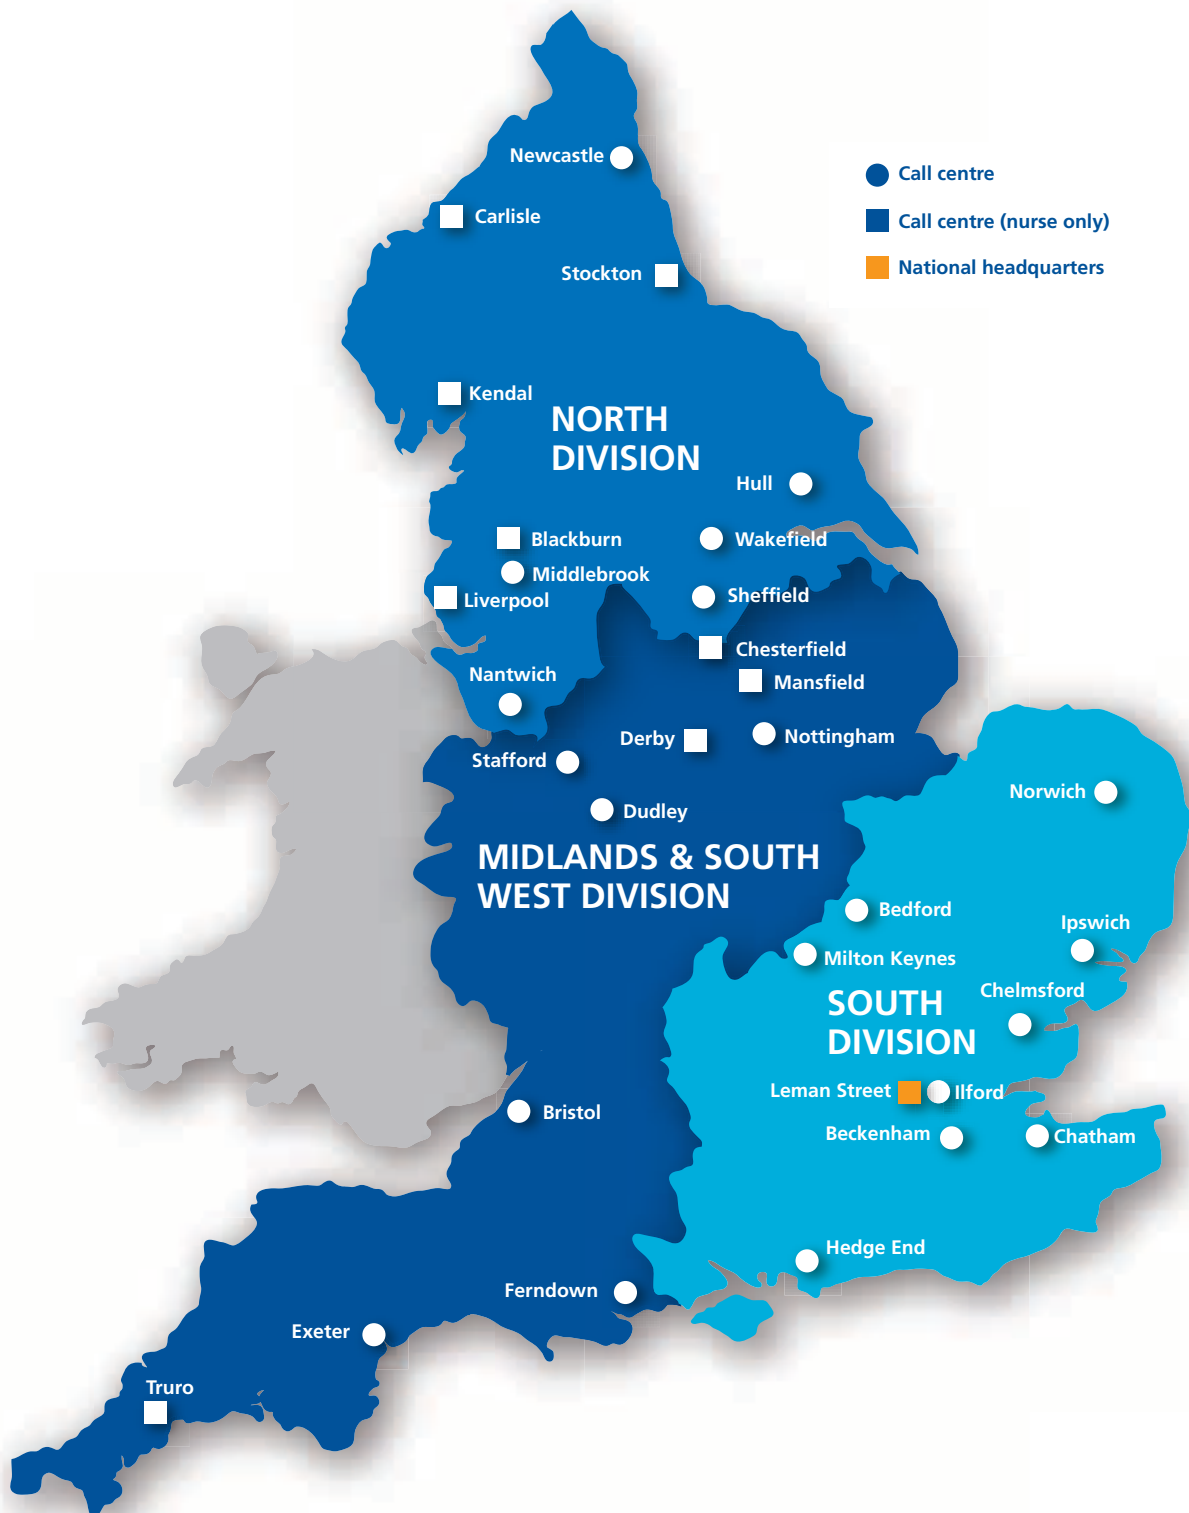 Newcastle
Call centre
Carlisle
Call centre (nurse only)
Stockton
National headquarters
Kendal
NORTH
DIVISION
Hull
Blackburn
Wakefield
Middlebrook
Liverpool
Sheffield
Chesterfield
Nantwich
Mansfield
Derby
Nottingham
Stafford
Norwich
Dudley
MIDLANDS & SOUTH
WEST DIVISION
Bedford
Ipswich
Milton Keynes
Chelmsford
SOUTH
DIVISION
Leman Street
Ilford
Bristol
Beckenham
Chatham
Hedge End
Ferndown
Exeter
Truro